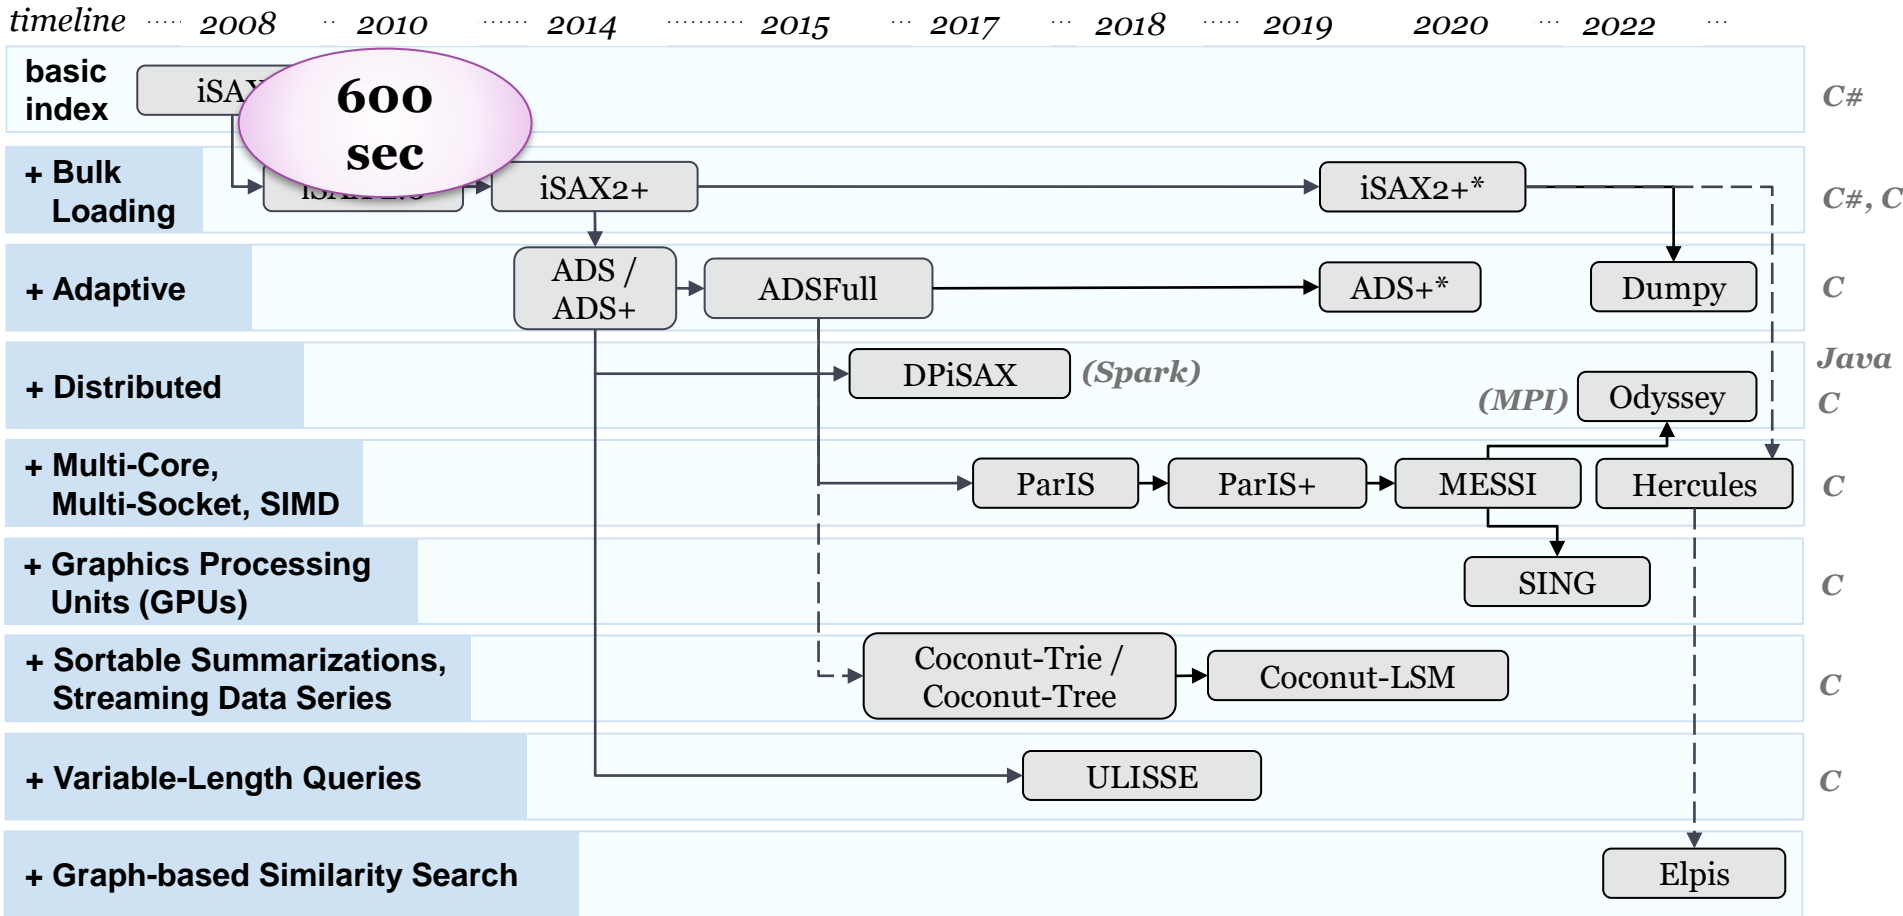 timeline ····· 2008 ·· 2010 ····· 2014 ········· 2015 ··· 2017 ··· 2018 ····· 2019 2020 ··· 2022 ···
basic
index
iSAX
600
sec
C#
+ Bulk
Loading
iSAX2+
iSAX2+*
C#, C
+ Adaptive
ADS /
ADS+
ADSFull
ADS+*
Dumpy
C
+ Distributed
DPiSAX
(Spark)
(MPI)
Odyssey
Java
C
+ Multi-Core,
Multi-Socket, SIMD
ParIS
ParIS+
MESSI
Hercules
C
+ Graphics Processing
Units (GPUs)
SING
C
+ Sortable Summarizations,
Streaming Data Series
Coconut-Trie /
Coconut-Tree
Coconut-LSM
C
+ Variable-Length Queries
ULISSE
C
+ Graph-based Similarity Search
Elpis